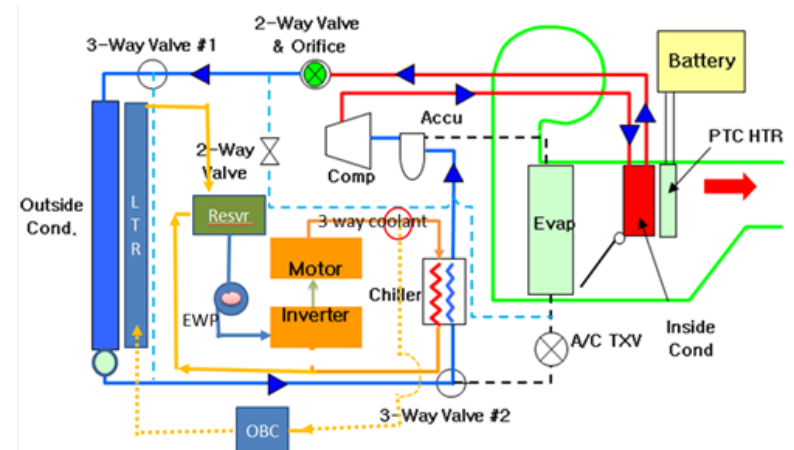 2-Way Valve
& Orifice
3-Way Valve #1
Battery
Accu
PTC HTR
2-Way
Valve
Comp
Outside
Cond.
L
T
R
Resvr.
3 way coolant
Evap
Motor
Chiller
EWP
Inverter
A/C TXV
Inside
Cond
3-Way Valve #2
OBC